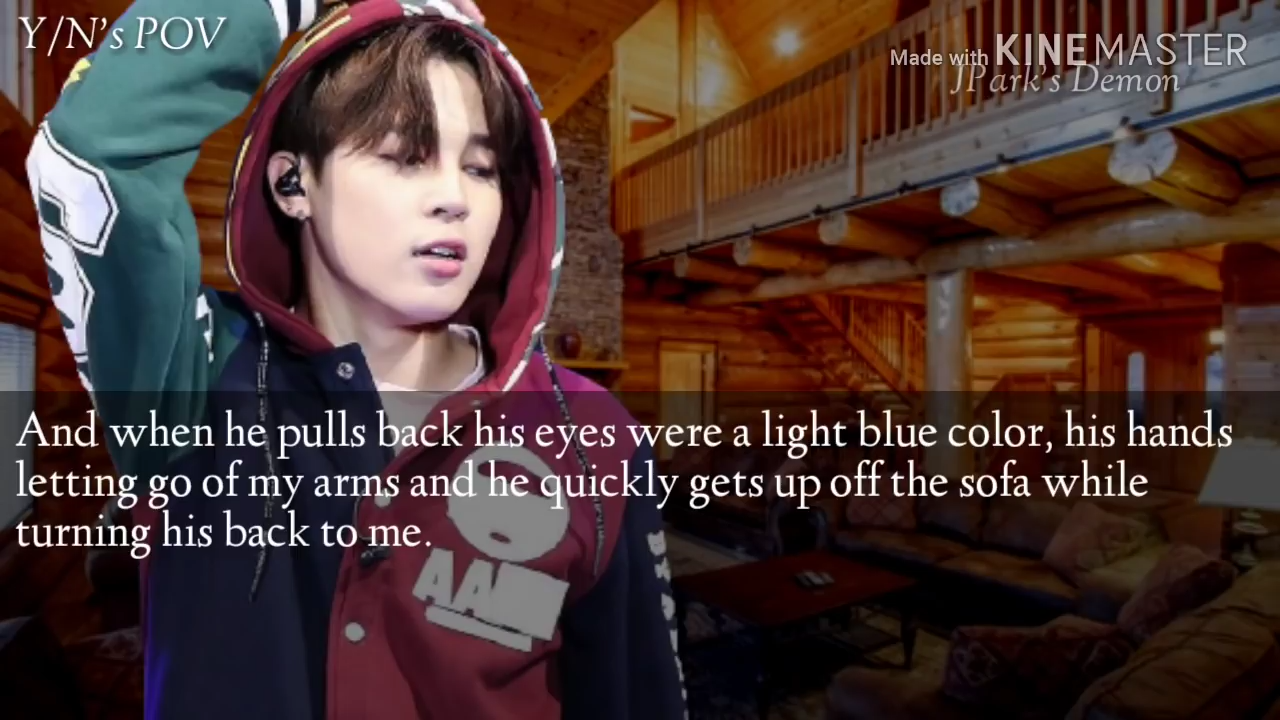 Y/N's POV
Made with KINEMASTER
JPark's Demon
And when he pulls back his eyes were a light blue color, his hands
letting go of my arms and he quickly gets up off the sofa while
turning his back to me.